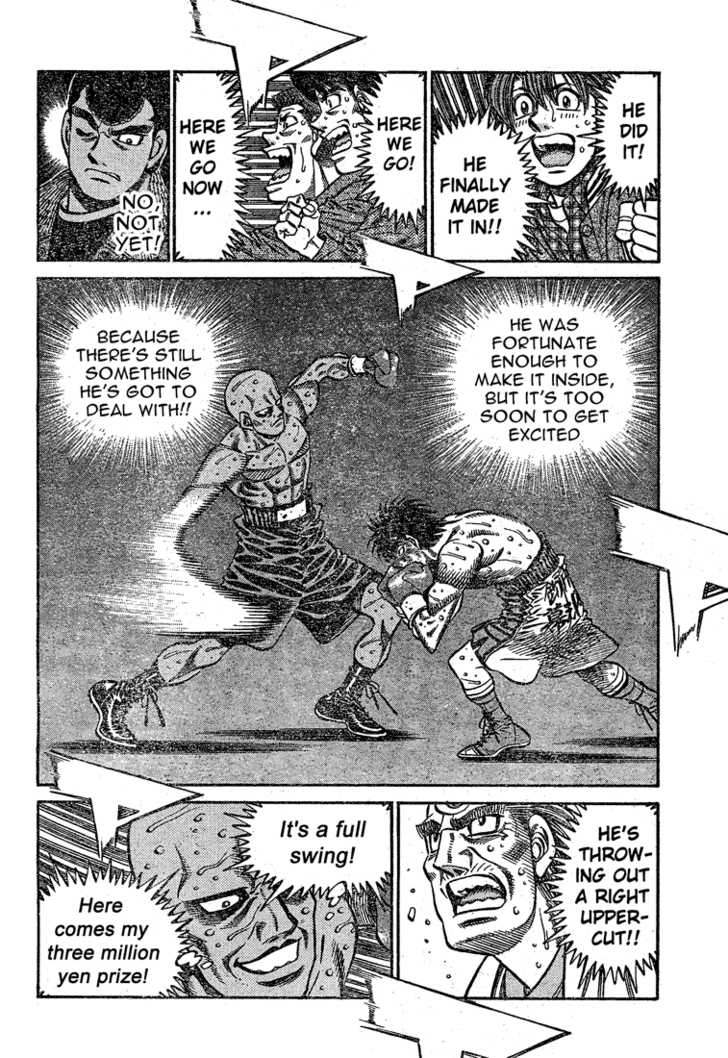 HE
DID
IT!
HE
FINALLY
MADE
IT IN!!
HERE
WE
GO!
HERE
WE
GO
NOW
...
NO,
NOT
YET!
HE WAS
FORTUNATE
ENOUGH TO
MAKE IT INSIDE,
BUT IT'S TOO
SOON TO GET
EXCITED
BECAUSE
THERE'S STILL
SOMETHING
HE'S GOT TO
DEAL WITH!!
HE'S
THROW-
ING OUT
A RIGHT
UPPER-
CUT!!
It's a full
swing!
Here
comes my
three million
yen prize!